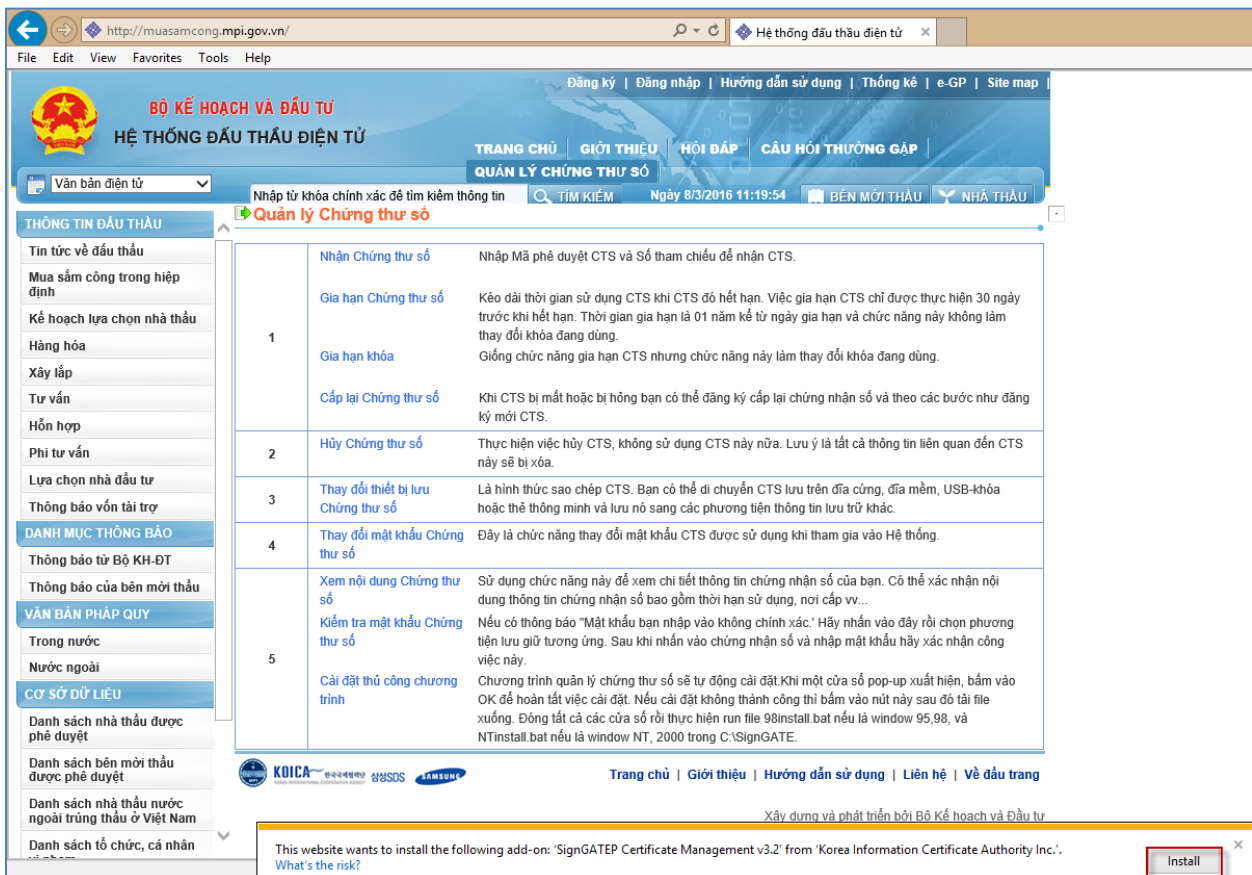 http://muasamcong.mpi.gov.vn/
Hệ thống đấu thầu điện tử
File Edit View Favorites Tools Help
Đăng ký | Đăng nhập | Hướng dẫn sử dụng | Thống kê | e-GP | Site map |
BỘ KẾ HOẠCH VÀ ĐẦU TƯ
HỆ THỐNG ĐẤU THẦU ĐIỆN TỬ
TRANG CHỦ | GIỚI THIỆU | HỎI ĐÁP | CÂU HỎI THƯỜNG GẶP |
QUẢN LÝ CHỨNG THƯ SỐ
Văn bản điện tử
Nhập từ khóa chính xác để tìm kiếm thông tin
TÌM KIẾM
Ngày 8/3/2016 11:19:54
BÊN MỜI THẦU
NHÀ THẦU
THÔNG TIN ĐẤU THẦU
Tin tức về đấu thầu
Mua sắm công trong hiệp
định
Kế hoạch lựa chọn nhà thầu
Hàng hóa
Xây lắp
Tư vấn
Hỗn hợp
Phi tư vấn
Lựa chọn nhà đầu tư
Thông báo vốn tài trợ
DANH MỤC THÔNG BÁO
Thông báo từ Bộ KH-ĐT
Thông báo của bên mời thầu
VĂN BẢN PHÁP QUY
Trong nước
Nước ngoài
CƠ SỞ DỮ LIỆU
Danh sách nhà thầu được
phê duyệt
Danh sách bên mời thầu
được phê duyệt
Danh sách nhà thầu nước
ngoài trúng thầu ở Việt Nam
Danh sách tổ chức, cá nhân
Quản lý Chứng thư số
1
Nhận Chứng thư số
Nhập Mã phê duyệt CTS và Số tham chiếu để nhận CTS.
Gia hạn Chứng thư số
Kéo dài thời gian sử dụng CTS khi CTS đó hết hạn. Việc gia hạn CTS chỉ được thực hiện 30 ngày
trước khi hết hạn. Thời gian gia hạn là 01 năm kể từ ngày gia hạn và chức năng này không làm
thay đổi khóa đang dùng.
Gia hạn khóa
Giống chức năng gia hạn CTS nhưng chức năng này làm thay đổi khóa đang dùng.
Cấp lại Chứng thư số
Khi CTS bị mất hoặc bị hỏng bạn có thể đăng ký cấp lại chứng nhận số và theo các bước như đăng
ký mới CTS.
2
Hủy Chứng thư số
Thực hiện việc hủy CTS, không sử dụng CTS này nữa. Lưu ý là tất cả thông tin liên quan đến CTS
này sẽ bị xóa.
3
Thay đổi thiết bị lưu
Chứng thư số
Là hình thức sao chép CTS. Bạn có thể di chuyển CTS lưu trên đĩa cứng, đĩa mềm, USB-khóa
hoặc thẻ thông minh và lưu nó sang các phương tiện thông tin lưu trữ khác.
4
Thay đổi mật khẩu Chứng
thư số
Đây là chức năng thay đổi mật khẩu CTS được sử dụng khi tham gia vào Hệ thống.
5
Xem nội dung Chứng thư
số
Sử dụng chức năng này để xem chi tiết thông tin chứng nhận số của bạn. Có thể xác nhận nội
dung thông tin chứng nhận số bao gồm thời hạn sử dụng, nơi cấp vv...
Kiểm tra mật khẩu Chứng
thư số
Nếu có thông báo "Mật khẩu bạn nhập vào không chính xác.' Hãy nhấn vào đây rồi chọn phương
tiện lưu giữ tương ứng. Sau khi nhấn vào chứng nhận số và nhập mật khẩu hãy xác nhận công
việc này.
Cài đặt thủ công chương
trình
Chương trình quản lý chứng thư số sẽ tự động cài đặt.Khi một cửa số pop-up xuất hiện, bấm vào
OK để hoàn tất việc cài đặt. Nếu cài đặt không thành công thì bấm vào nút này sau đó tải file
xuống. Đóng tất cả các cửa số rồi thực hiện run file 98install.bat nếu là window 95,98, và
NTinstall.bat nếu là window NT, 2000 trong C:\SignGATE.
KOICA 한국국제협력단 삼성SDS SAMSUNG
Trang chủ | Giới thiệu | Hướng dẫn sử dụng | Liên hệ | Về đầu trang
Xây dựng và phát triển bởi Bộ Kế hoạch và Đầu tư
This website wants to install the following add-on: 'SignGATEP Certificate Management v3.2' from 'Korea Information Certificate Authority Inc.'.
What's the risk?
Install